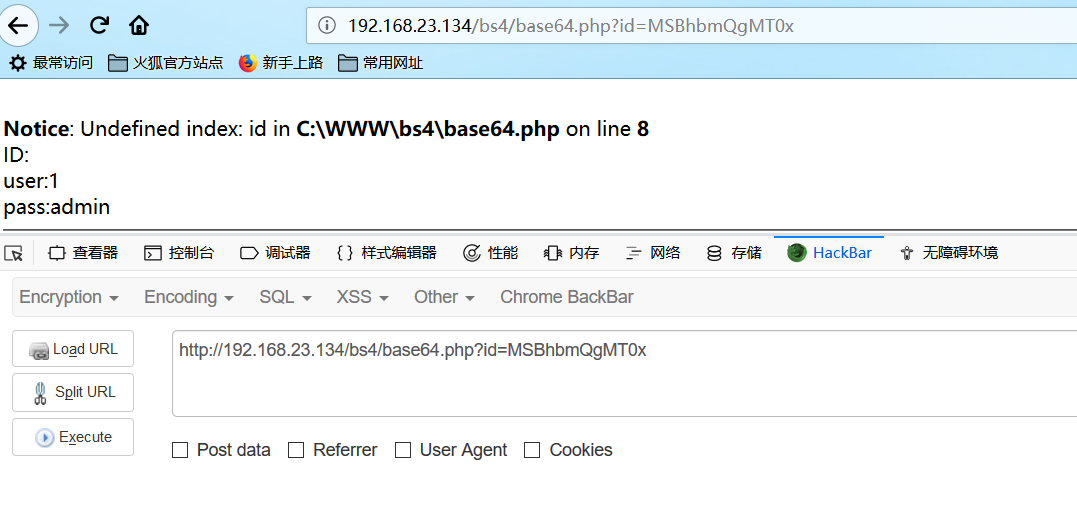 192.168.23.134/bs4/base64.php?id=MSBhbmQgMT0x
最常访问 火狐官方站点 新手上路 常用网址
Notice: Undefined index: id in C:\WWW\bs4\base64.php on line 8
ID:
user:1
pass:admin
查看器 控制台 调试器 样式编辑器 性能 内存 网络 存储 HackBar 无障碍环境
Encryption Encoding SQL XSS Other Chrome BackBar
Load URL http://192.168.23.134/bs4/base64.php?id=MSBhbmQgMT0x
Split URL
Execute
Post data Referrer User Agent Cookies